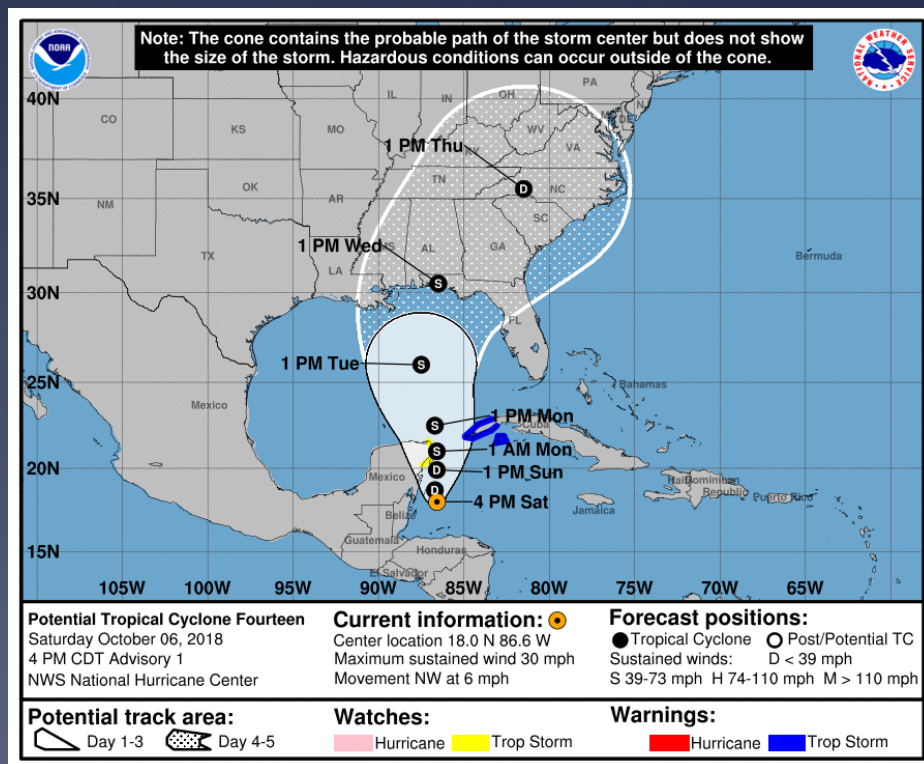 Note: The cone contains the probable path of the storm center but does not show
the size of the storm. Hazardous conditions can occur outside of the cone.
NOAA
NATIONAL WEATHER SERVICE
40N
35N
30N
25N
20N
15N
105W 100W 95W 90W 85W 80W 75W 70W 65W
CO
KS
MO
IL
IN
OH
PA
WV
VA
DE
NM
OK
AR
TN
NC
SC
TX
LA
AL
GA
FL
1 PM Thu
D
1 PM Wed
S
1 PM Tue
S
1 PM Mon
S
1 AM Mon
S
1 PM Sun
D
D
4 PM Sat
Bermuda
Bahamas
Mexico
Cuba
Mexico
Belize
Guatemala
Honduras
El Salvador
Jamaica
Haiti
Dominican
Republic
Puerto Rico
Potential Tropical Cyclone Fourteen
Saturday October 06, 2018
4 PM CDT Advisory 1
NWS National Hurricane Center
Current information:
Center location 18.0 N 86.6 W
Maximum sustained wind 30 mph
Movement NW at 6 mph
Forecast positions:
Tropical Cyclone Post/Potential TC
Sustained winds: D < 39 mph
S 39-73 mph H 74-110 mph M > 110 mph
Potential track area:
Day 1-3 Day 4-5
Watches:
Hurricane Trop Storm
Warnings:
Hurricane Trop Storm